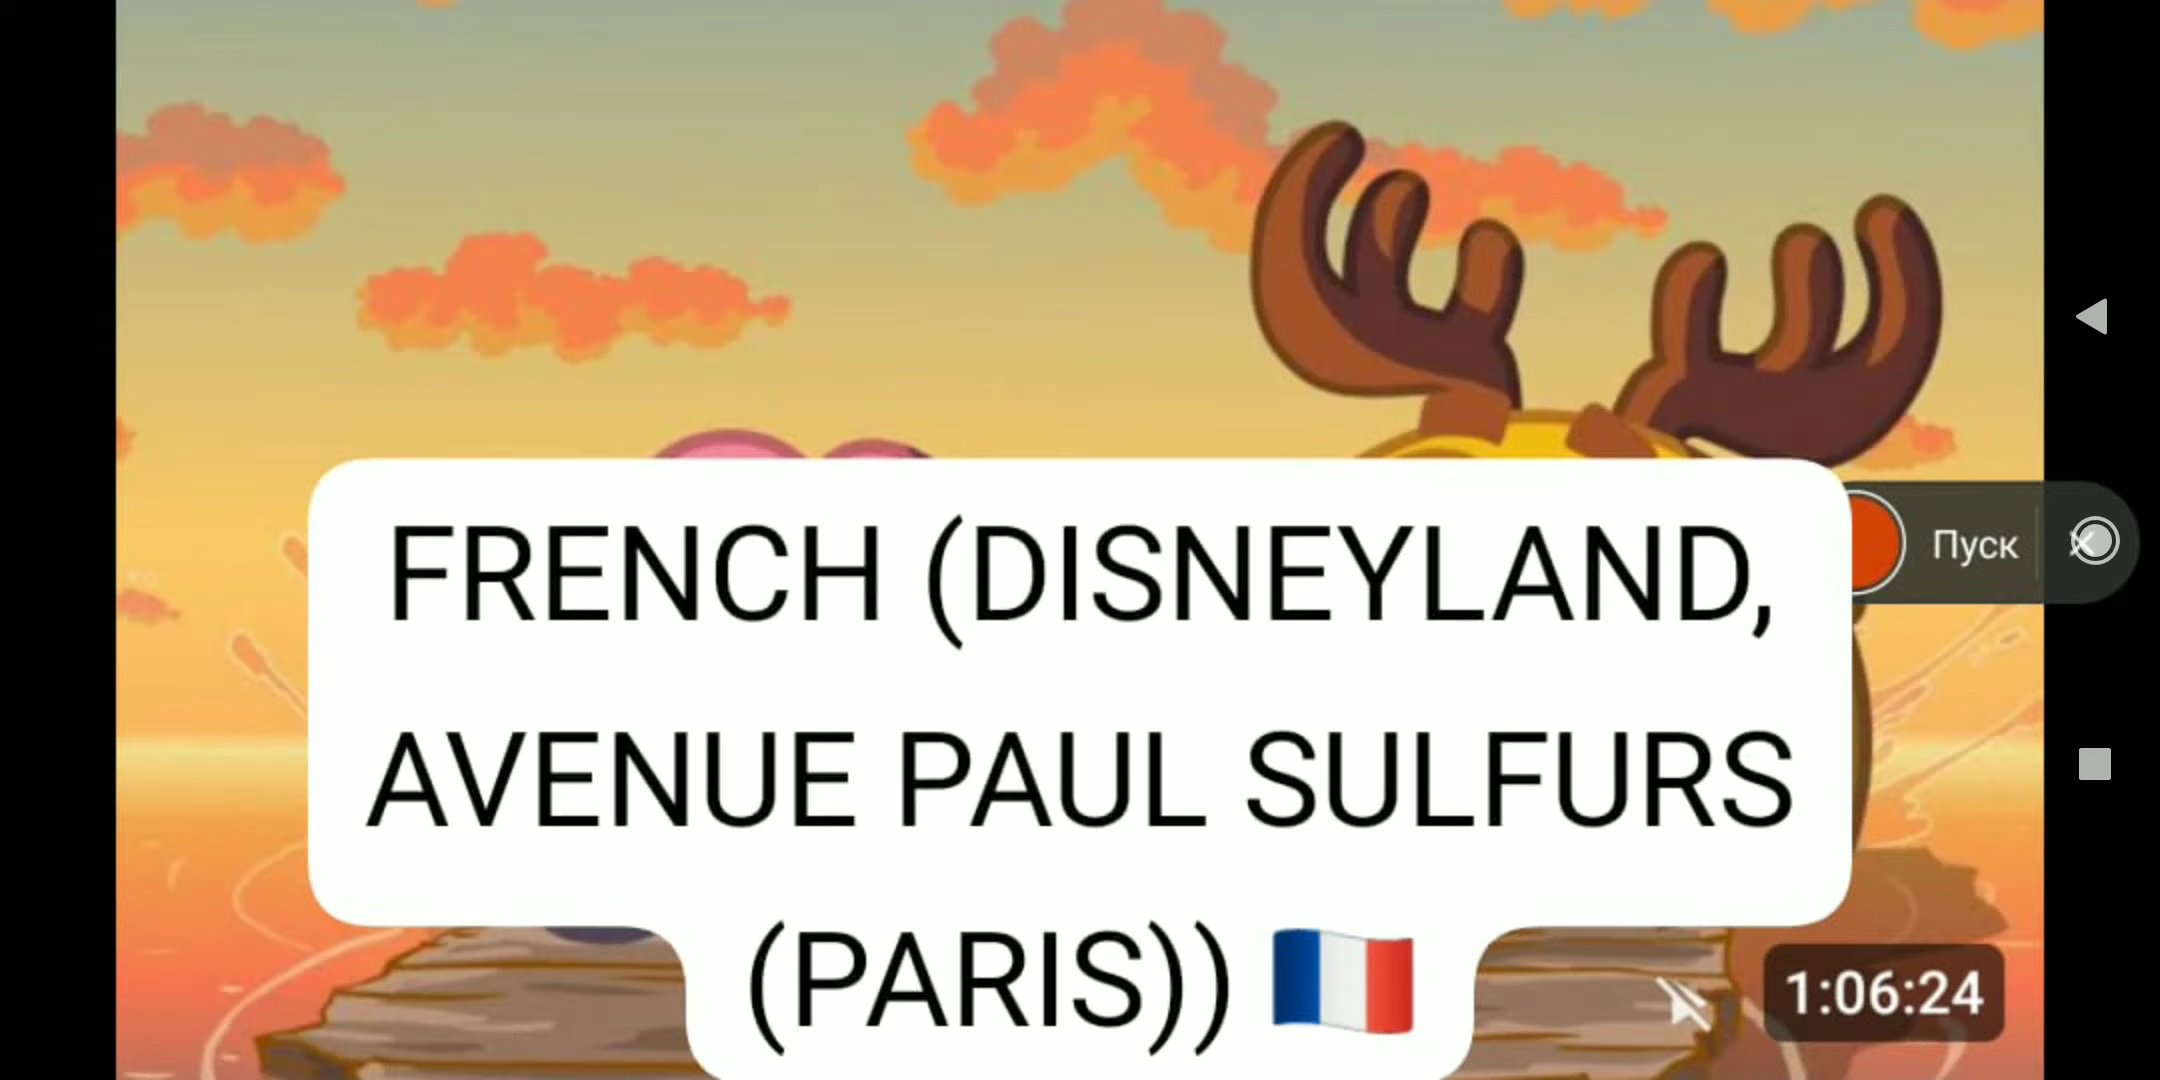 FRENCH (DISNEYLAND,
Пуск
AVENUE PAUL SULFURS
(PARIS)) 🇫🇷
1:06:24